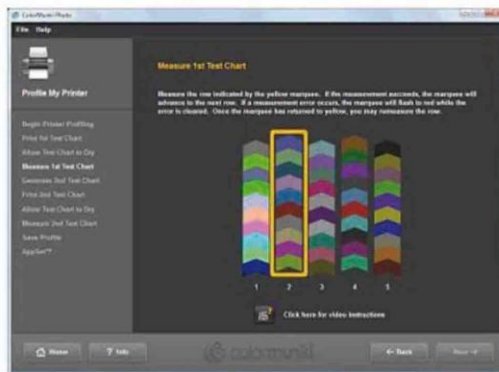 ColorMunki Photo
File Help
Profile My Printer
Begin Printer Profiling
Print 1st Test Chart
Allow Test Chart to Dry
Measure 1st Test Chart
Generate 2nd Test Chart
Print 2nd Test Chart
Allow Test Chart to Dry
Measure 2nd Test Chart
Save Profile
AppSet™
Measure 1st Test Chart
Measure the row indicated by the yellow marquee. If the measurement succeeds, the marquee will
advance to the next row. If a measurement error occurs, the marquee will flash to red while the
error is cleared. Once the marquee has returned to yellow, you may remeasure the row.
1 2 3 4 5
Click here for video instructions
Home ? Info colormunki ← Back Next →